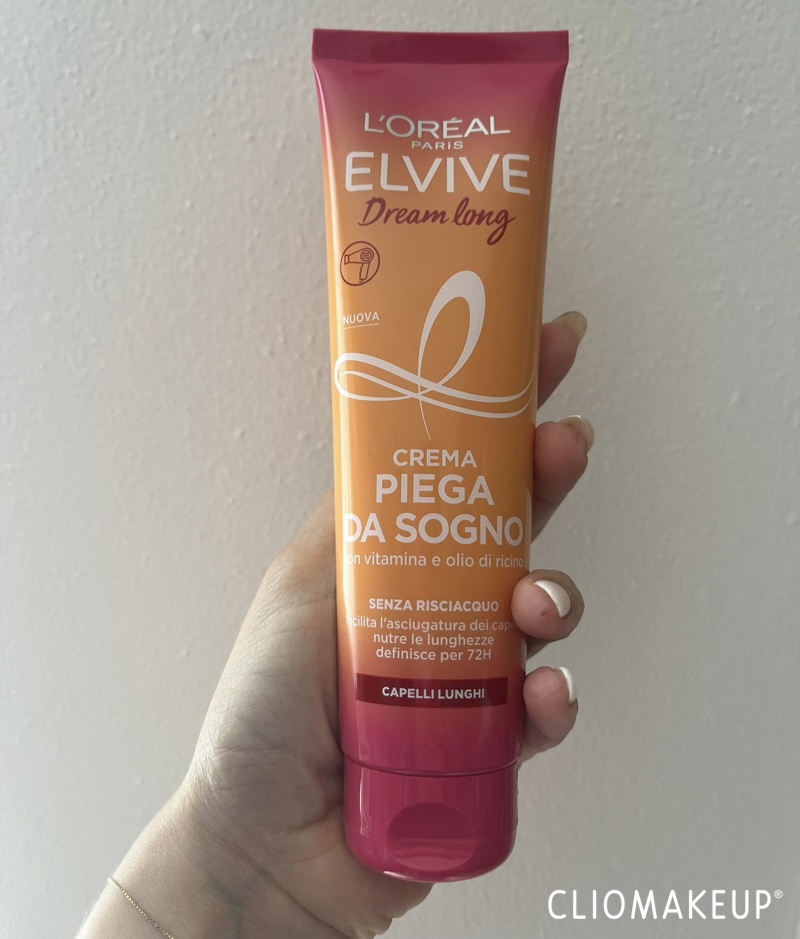 L'ORÉAL
PARIS
ELVIVE
Dream long
NUOVA
CREMA
PIEGA
DA SOGNO
vitamina e olio di ricino
SENZA RISCIACQUO
l'asciugatura dei
nutre le lunghezze
definisce per 72H
CAPELLI LUNGHI
CLIOMAKEUP®